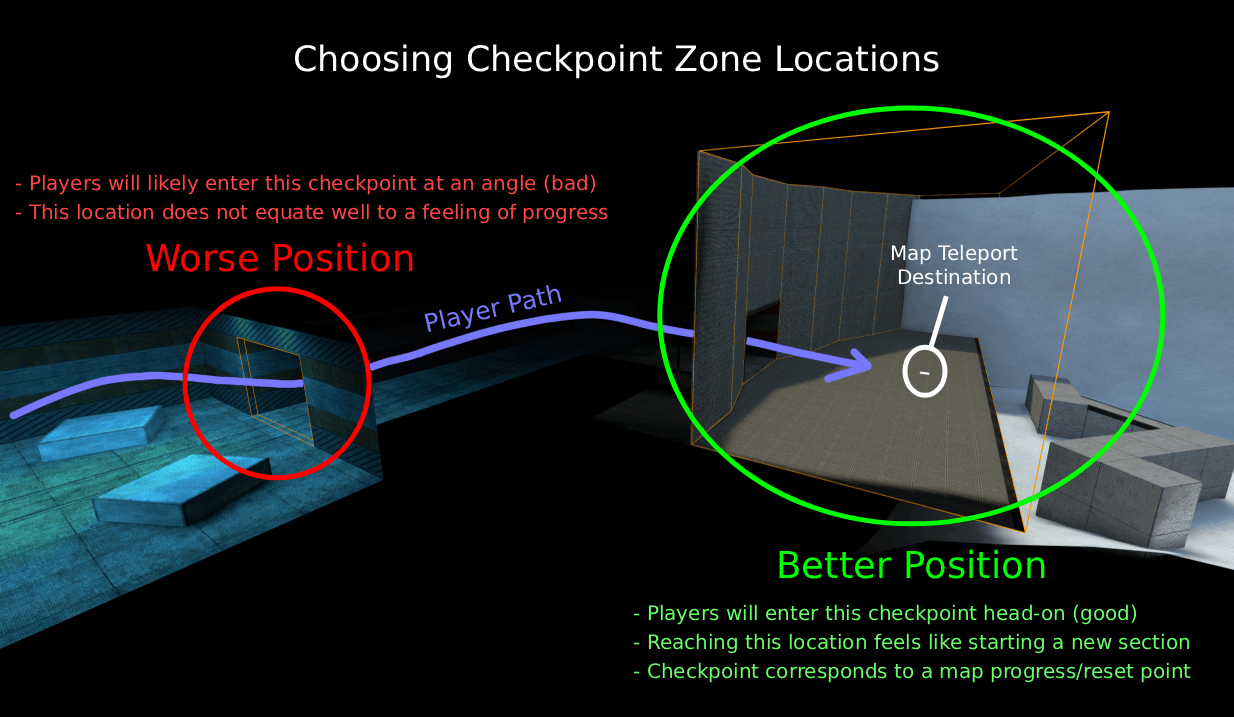 Choosing Checkpoint Zone Locations
- Players will likely enter this checkpoint at an angle (bad)
- This location does not equate well to a feeling of progress
Worse Position
Player Path
Map Teleport
Destination
Better Position
- Players will enter this checkpoint head-on (good)
- Reaching this location feels like starting a new section
- Checkpoint corresponds to a map progress/reset point